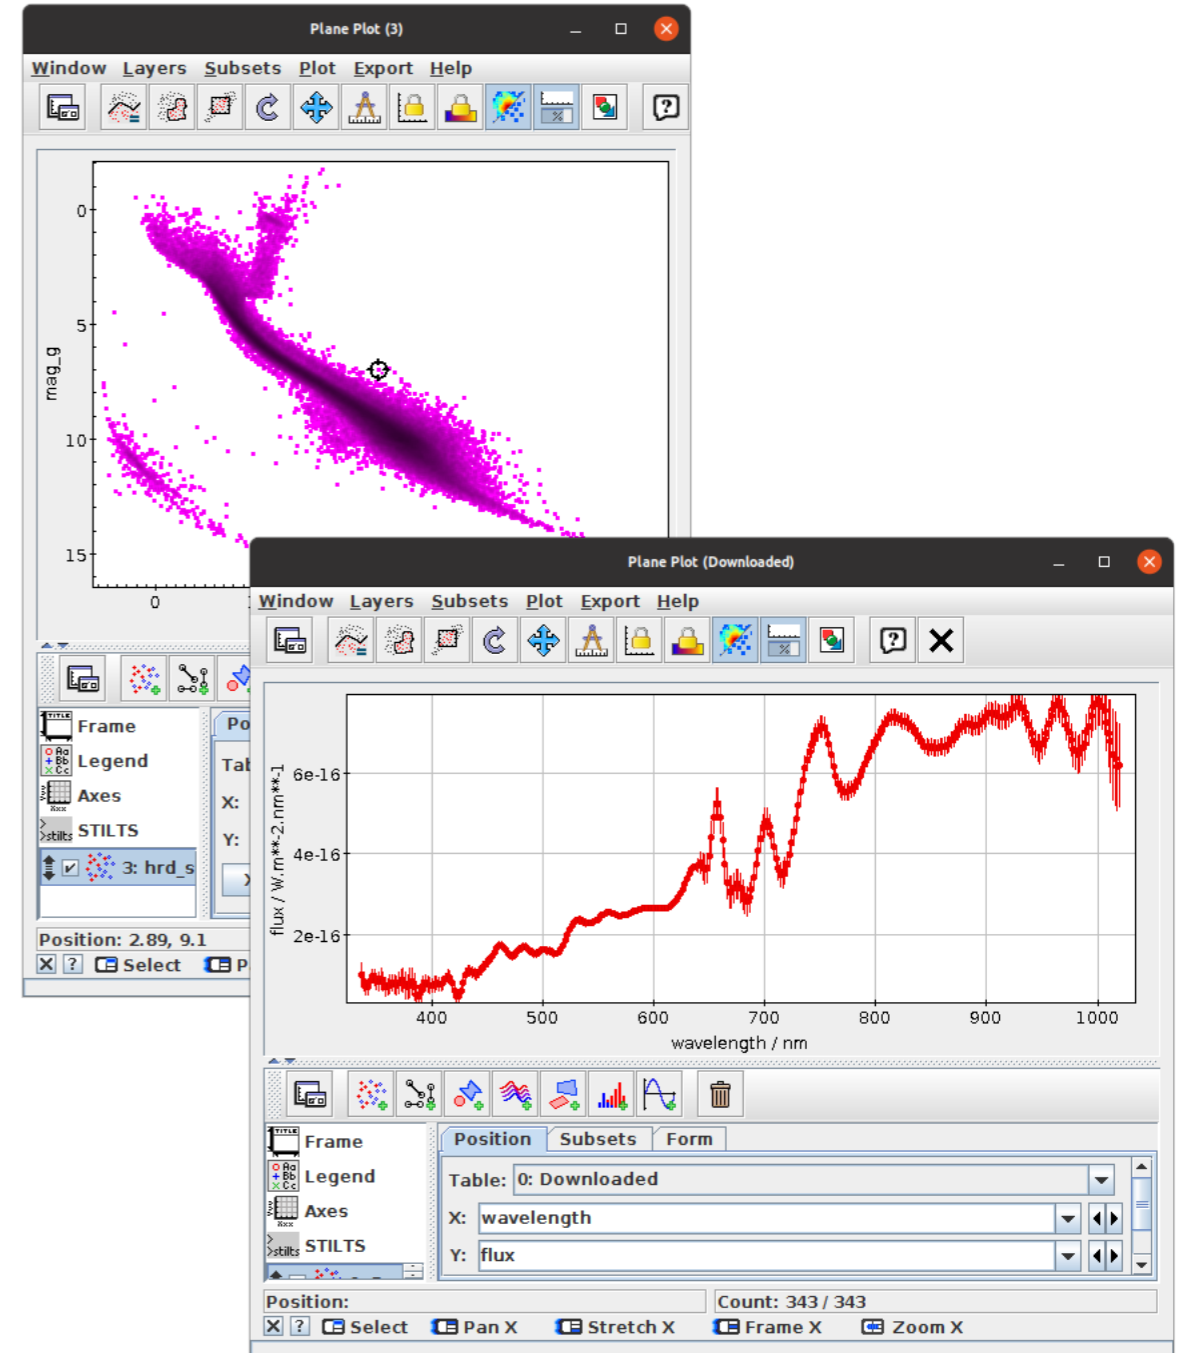 Plane Plot (3)
Window Layers Subsets Plot Export Help
mag_g
0
5
10
15
0
Frame
Legend
Axes
STILTS
3: hrd_s
Po
Tab
X:
Y:
Position: 2.89, 9.1
Select
P
Plane Plot (Downloaded)
Window Layers Subsets Plot Export Help
flux / W.m**-2.nm**-1
6e-16
4e-16
2e-16
400 500 600 700 800 900 1000
wavelength / nm
Frame
Legend
Axes
STILTS
Position Subsets Form
Table: 0: Downloaded
X: wavelength
Y: flux
Position:
Count: 343 / 343
Select Pan X Stretch X Frame X Zoom X